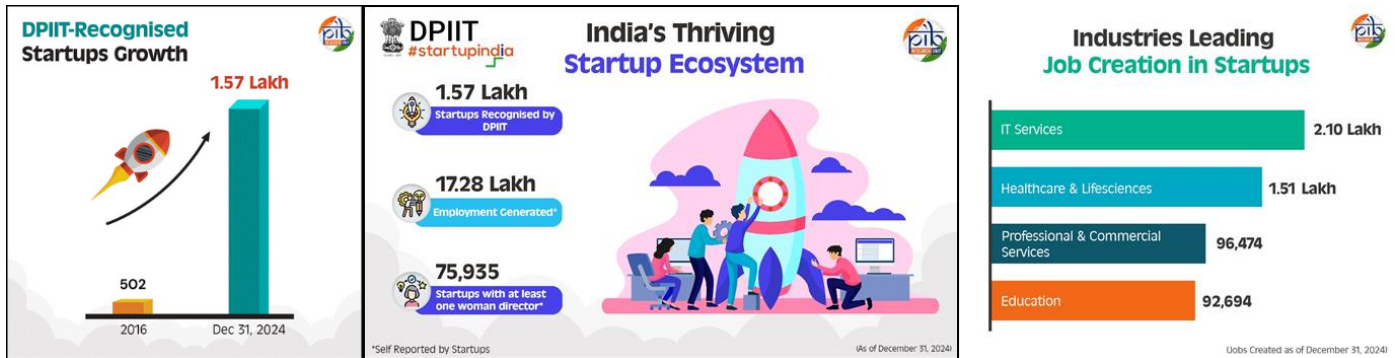 DPIIT-Recognised
Startups Growth
pib
1.57 Lakh
502
2016
Dec 31, 2024
DPIIT
#startupindia
India's Thriving
Startup Ecosystem
pib
1.57 Lakh
Startups Recognised by
DPIIT
17.28 Lakh
Employment Generated*
75,935
Startups with at least
one woman director*
*Self Reported by Startups
(As of December 31, 2024)
Industries Leading
Job Creation in Startups
pib
IT Services
2.10 Lakh
Healthcare & Lifesciences
1.51 Lakh
Professional & Commercial
Services
96,474
Education
92,694
(Jobs Created as of December 31, 2024)